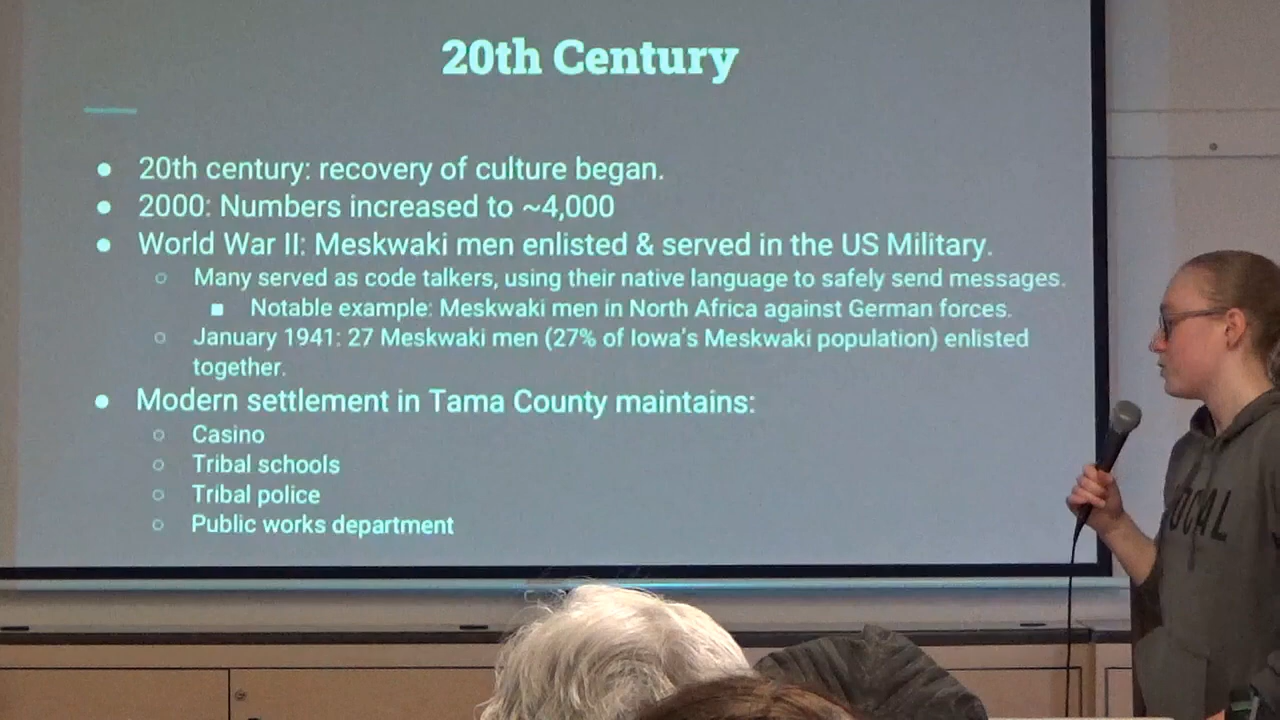 20th Century
● 20th century: recovery of culture began.
● 2000: Numbers increased to ~4,000
● World War II: Meskwaki men enlisted & served in the US Military.
○ Many served as code talkers, using their native language to safely send messages.
■ Notable example: Meskwaki men in North Africa against German forces.
○ January 1941: 27 Meskwaki men (27% of Iowa's Meskwaki population) enlisted
together.
● Modern settlement in Tama County maintains:
○ Casino
○ Tribal schools
○ Tribal police
○ Public works department